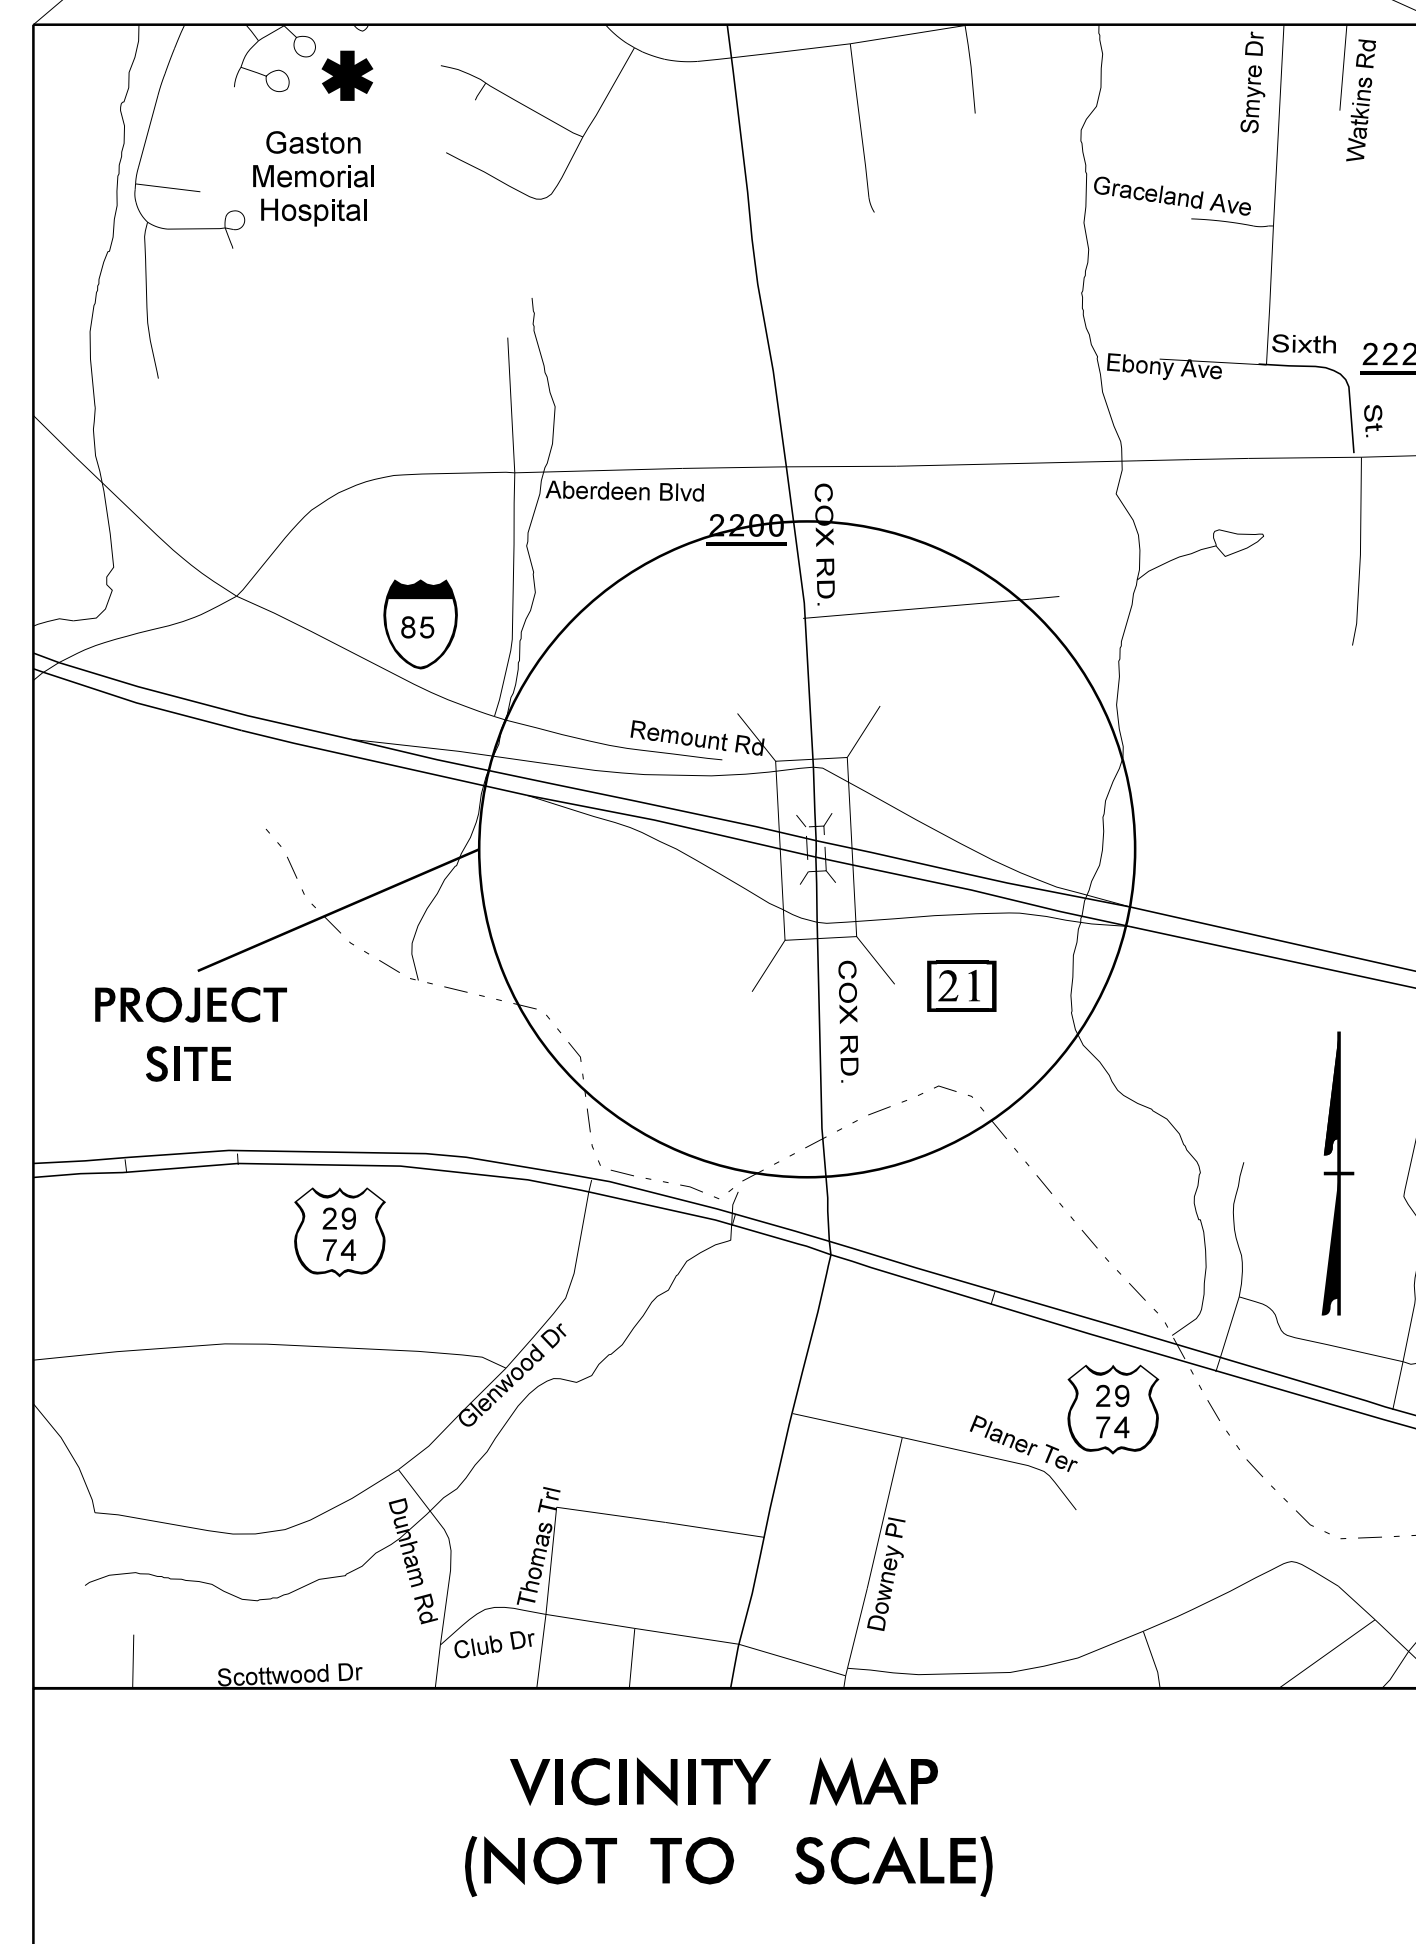 Smyre Dr
Watkins Rd
Gaston
Memorial
Hospital
Graceland Ave
Sixth
222
Ebony Ave
St.
Aberdeen Blvd
2200
COX RD.
85
Remount Rd
COX RD.
21
PROJECT
SITE
29
74
Glenwood Dr
29
74
Planer Ter
Dunham Rd
Thomas Trl
Downey Pl
Club Dr
Scottwood Dr
VICINITY MAP
(NOT TO SCALE)